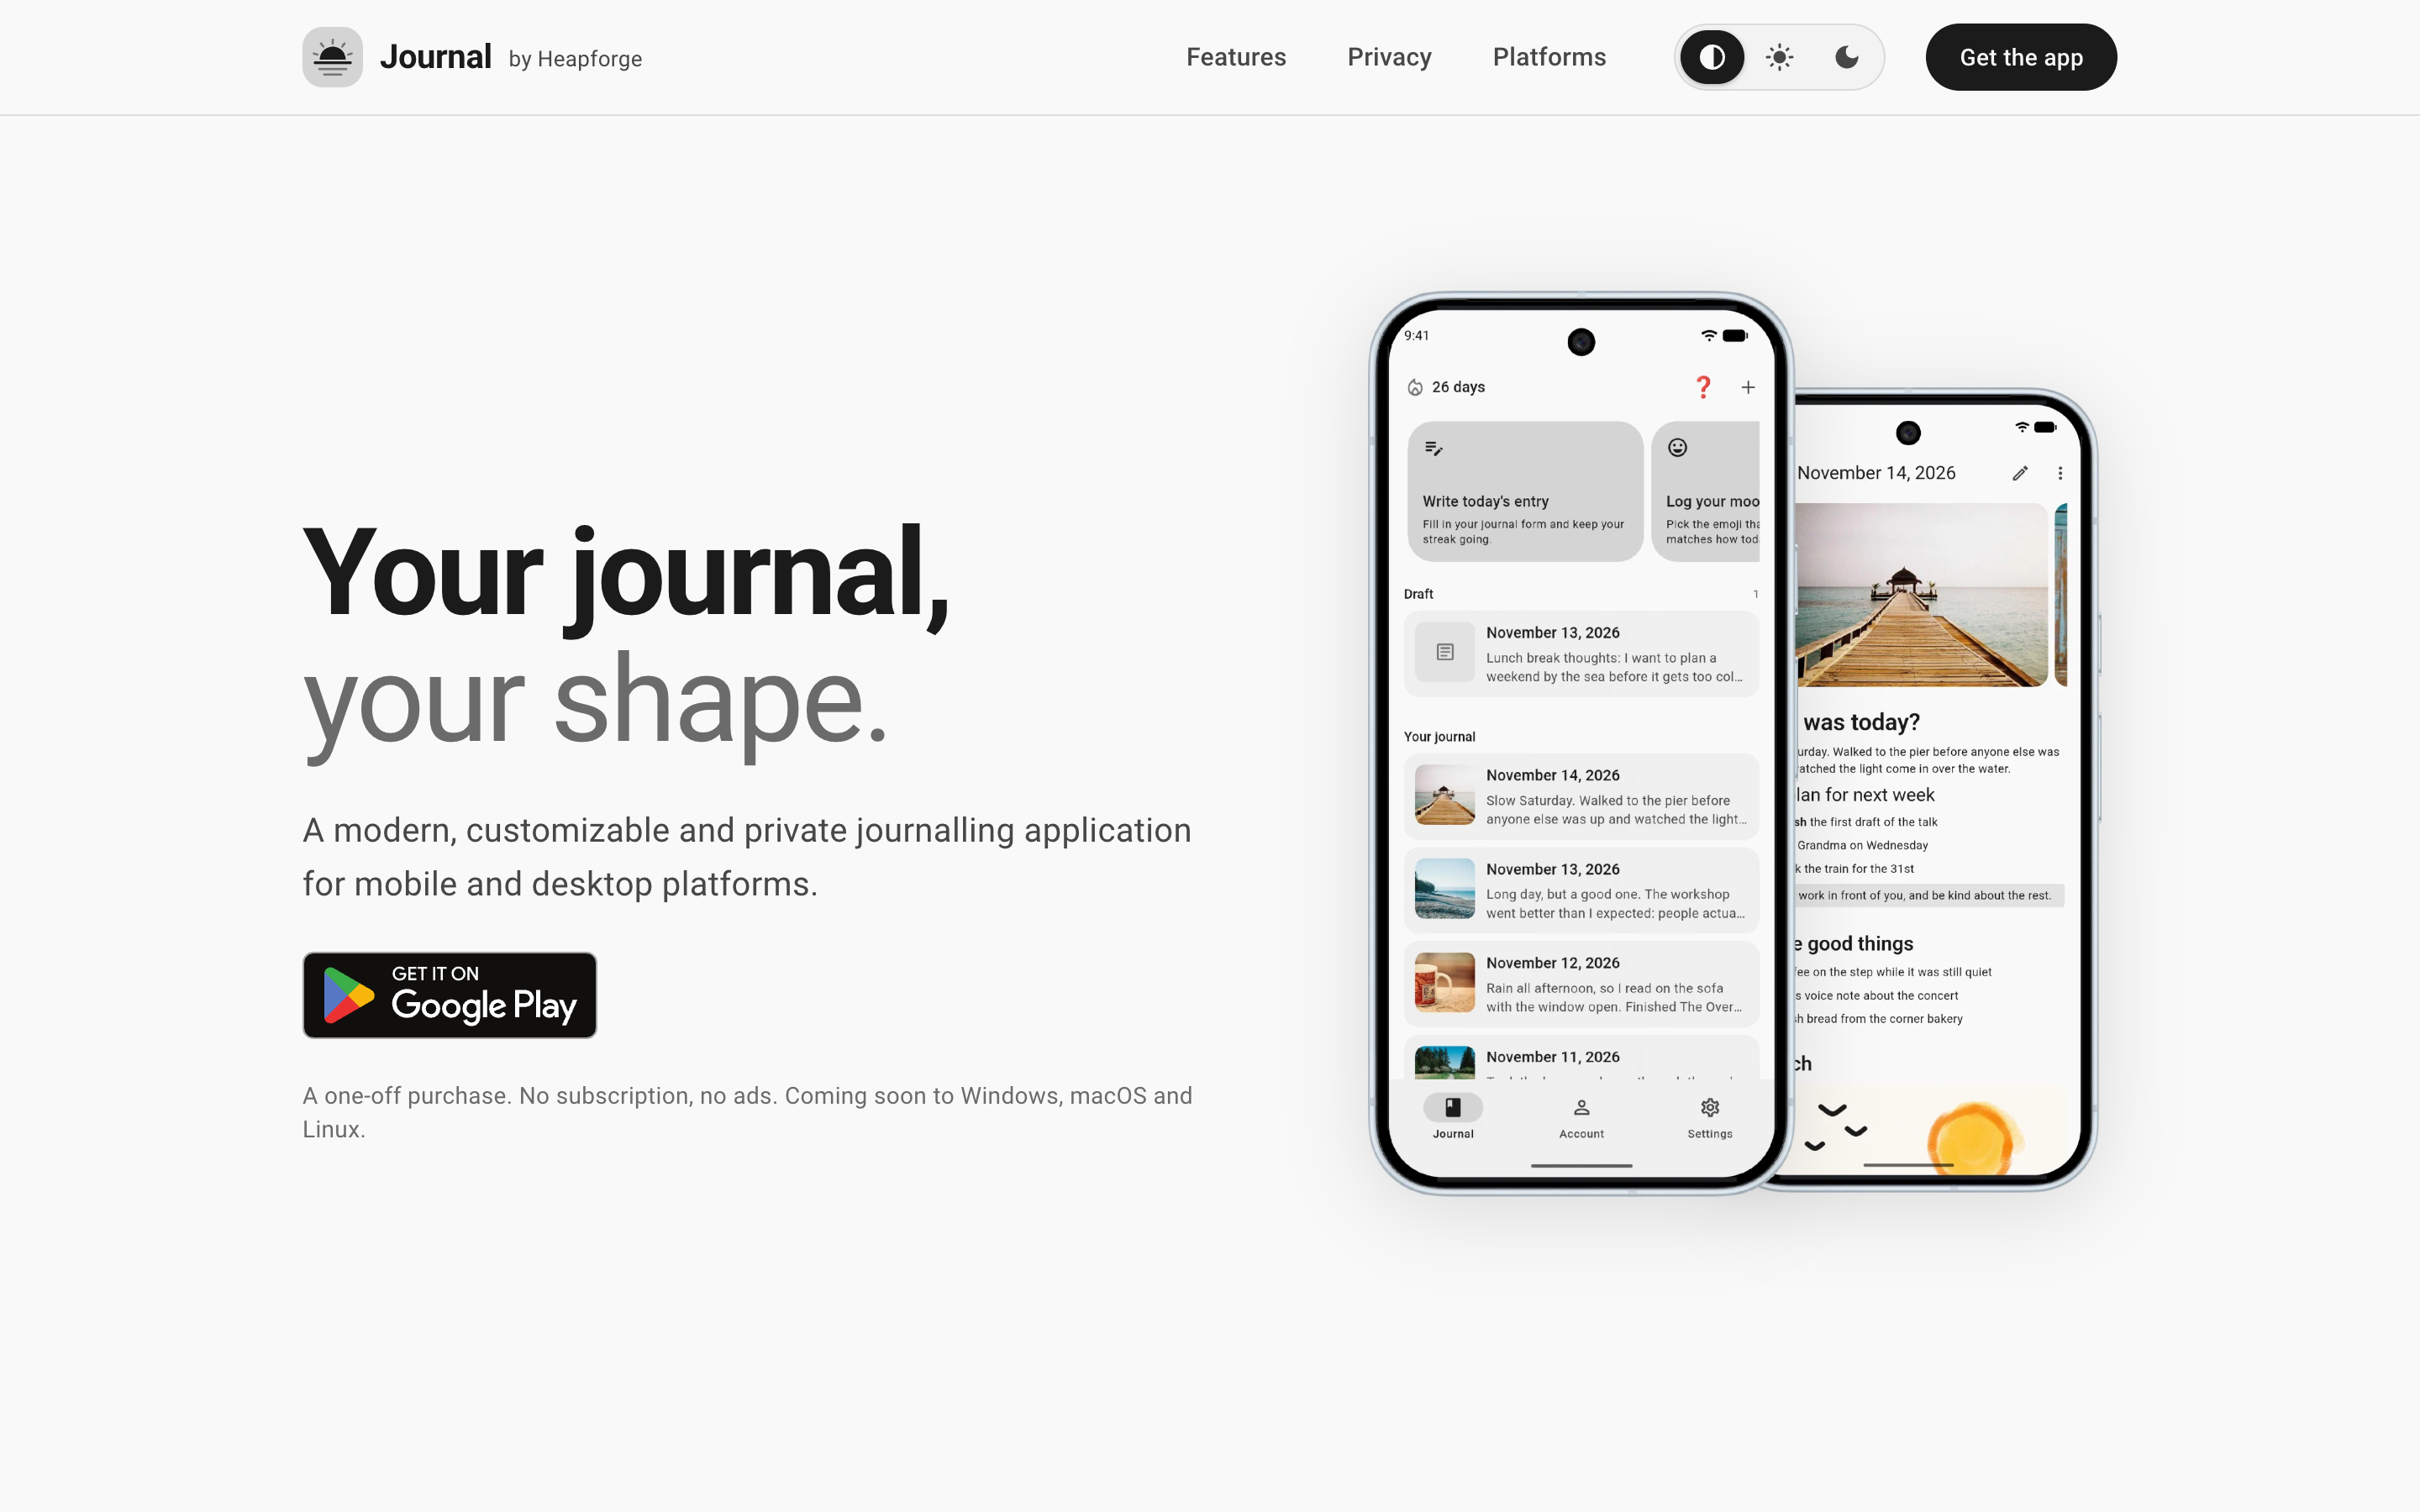 Journal by Heapforge
Features
Privacy
Platforms
Get the app
Your journal,
your shape.
A modern, customizable and private journalling application
for mobile and desktop platforms.
GET IT ON
Google Play
A one-off purchase. No subscription, no ads. Coming soon to Windows, macOS and
Linux.
9:41
26 days
Write today's entry
Fill in your journal form and keep your
streak going.
Log your moo
Pick the emoji tha
matches how tod
Draft
1
November 13, 2026
Lunch break thoughts: I want to plan a
weekend by the sea before it gets too col...
Your journal
November 14, 2026
Slow Saturday. Walked to the pier before
anyone else was up and watched the light...
November 13, 2026
Long day, but a good one. The workshop
went better than I expected: people actua...
November 12, 2026
Rain all afternoon, so I read on the sofa
with the window open. Finished The Over...
November 11, 2026
Journal
Account
Settings
November 14, 2026
was today?
urday. Walked to the pier before anyone else was
atched the light come in over the water.
lan for next week
sh the first draft of the talk
Grandma on Wednesday
k the train for the 31st
work in front of you, and be kind about the rest.
e good things
fee on the step while it was still quiet
s voice note about the concert
sh bread from the corner bakery
ch